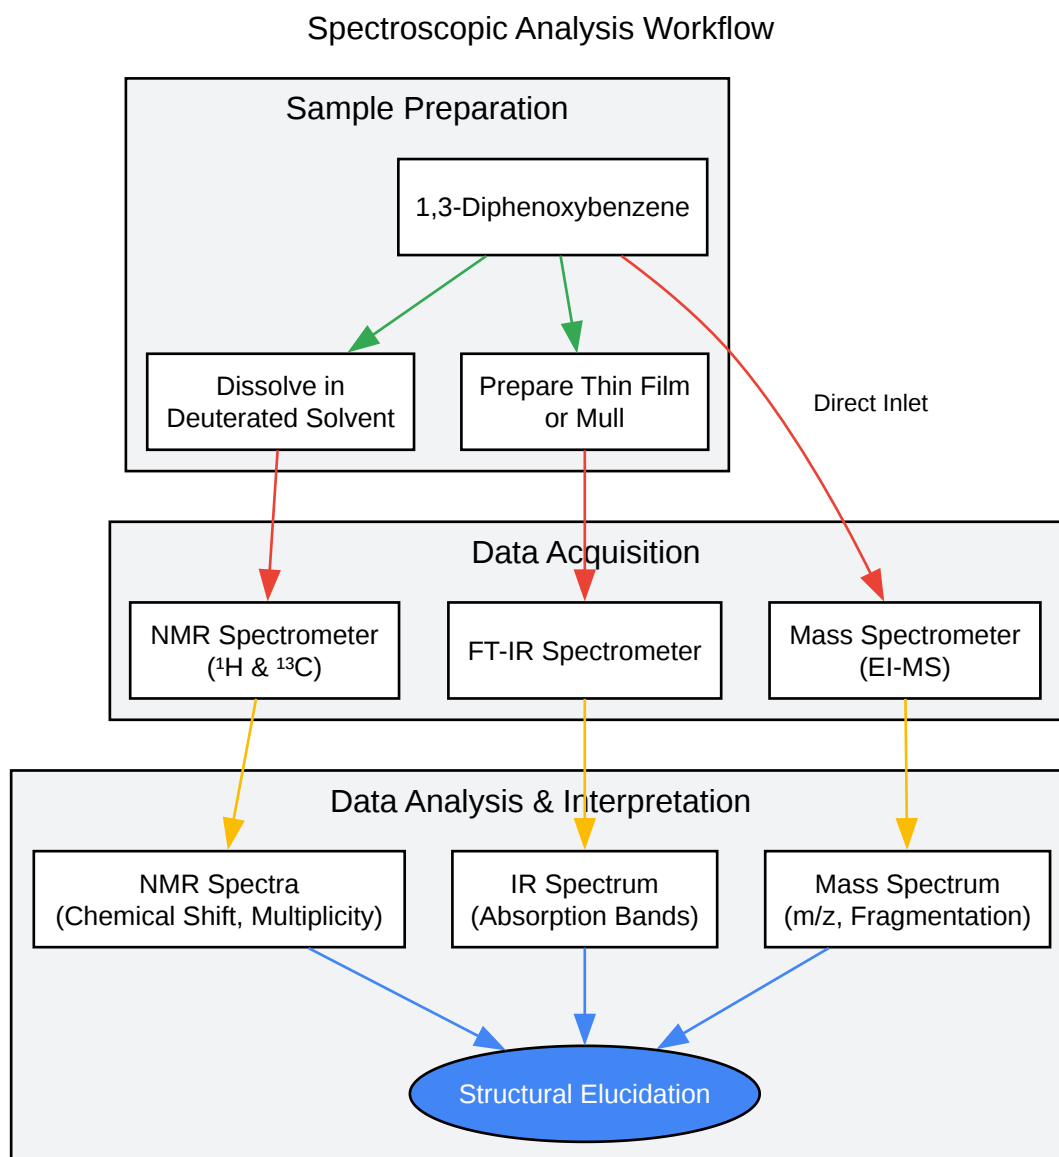 Spectroscopic Analysis Workflow
Sample Preparation
1,3-Diphenoxybenzene
Dissolve in
Deuterated Solvent
Prepare Thin Film
or Mull
Direct Inlet
Data Acquisition
NMR Spectrometer
(¹H & ¹³C)
FT-IR Spectrometer
Mass Spectrometer
(EI-MS)
Data Analysis & Interpretation
NMR Spectra
(Chemical Shift, Multiplicity)
IR Spectrum
(Absorption Bands)
Mass Spectrum
(m/z, Fragmentation)
Structural Elucidation